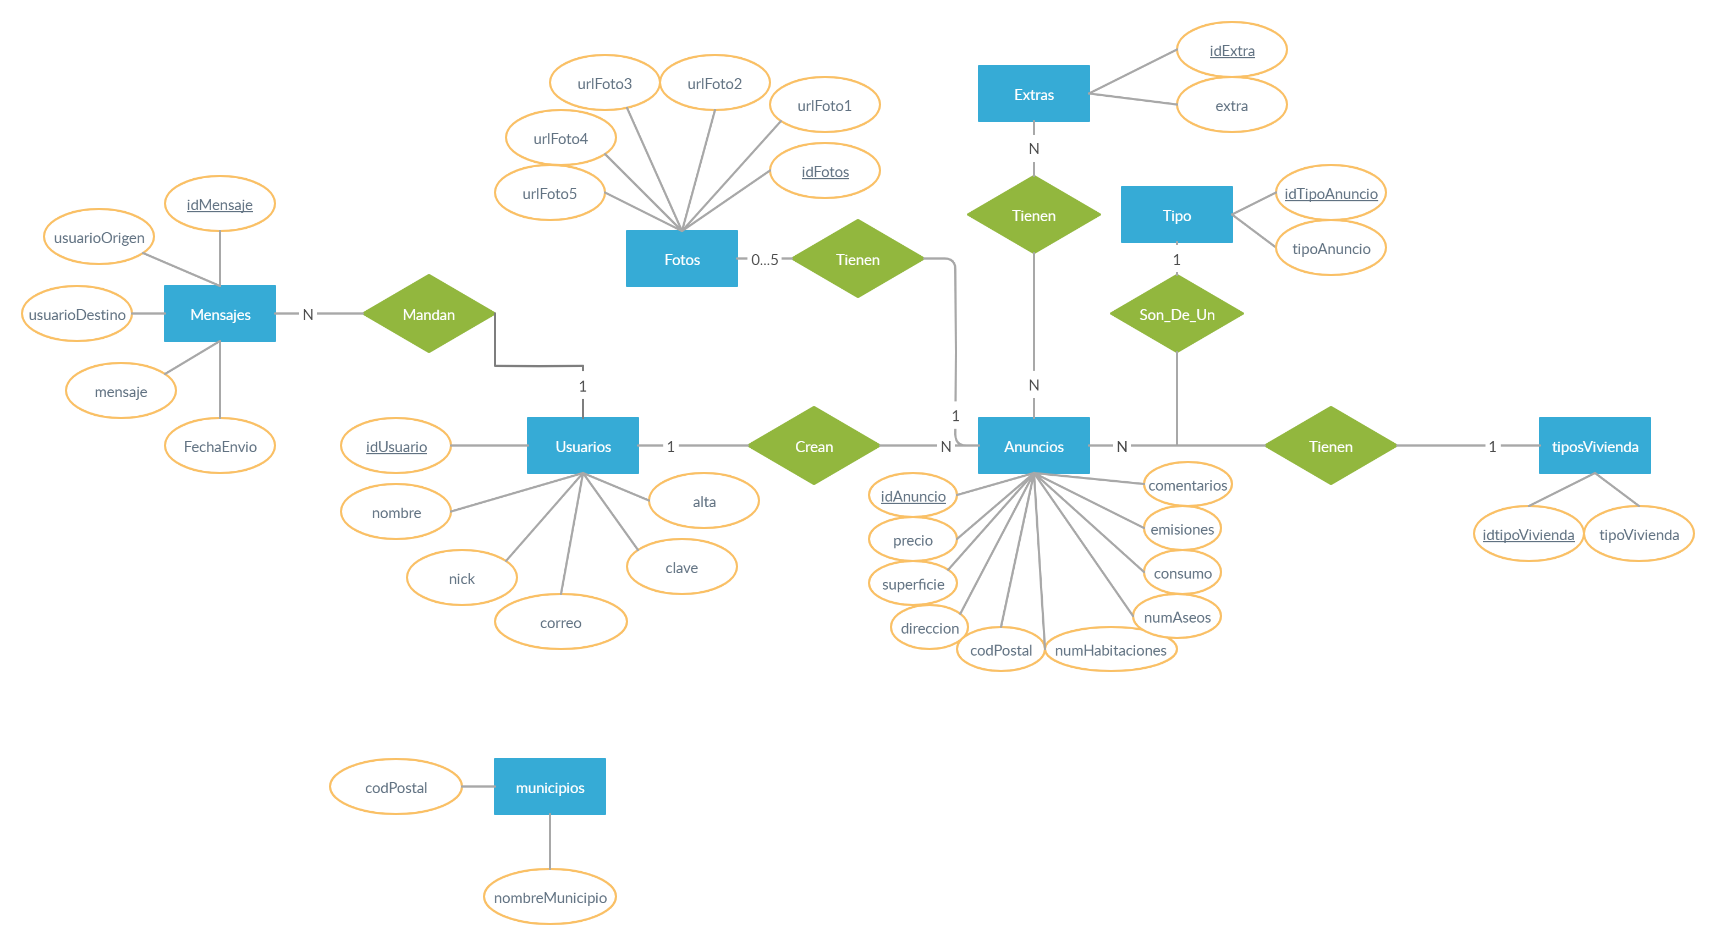 idExtra
urlFoto3
urlFoto2
Extras
urlFoto1
extra
urlFoto4
N
idFotos
urlFoto5
idTipoAnuncio
idMensaje
Tienen
Tipo
usuarioOrigen
tipoAnuncio
Fotos
0...5
Tienen
1
usuarioDestino
Mensajes
N
Mandan
Son_De_Un
1
N
mensaje
1
FechaEnvio
idUsuario
Usuarios
1
Crean
N
Anuncios
N
Tienen
1
tiposVivienda
comentarios
idAnuncio
alta
nombre
emisiones
idtipoVivienda
tipoVivienda
precio
clave
consumo
nick
superficie
numAseos
correo
direccion
codPostal
numHabitaciones
codPostal
municipios
nombreMunicipio